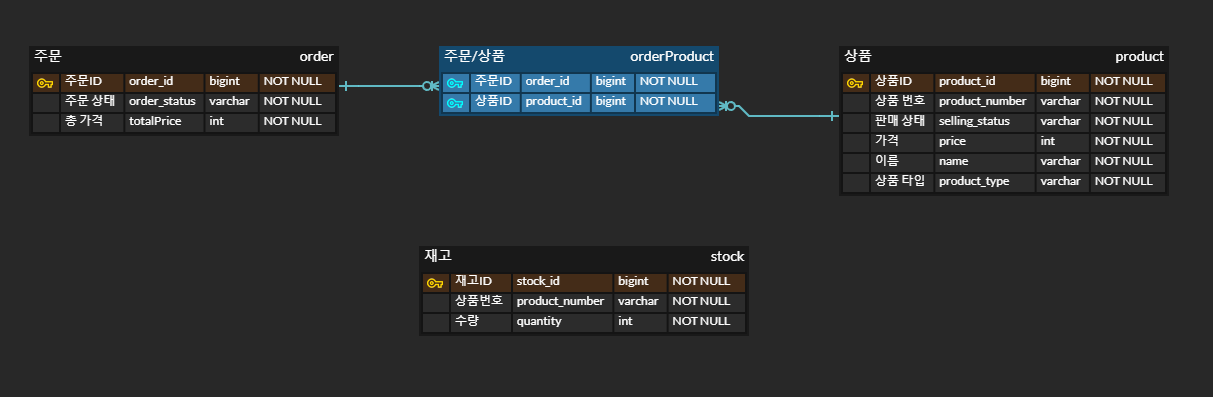 주문 order
주문ID order_id bigint NOT NULL
주문 상태 order_status varchar NOT NULL
총 가격 totalPrice int NOT NULL
주문/상품 orderProduct
주문ID order_id bigint NOT NULL
상품ID product_id bigint NOT NULL
상품 product
상품ID product_id bigint NOT NULL
상품 번호 product_number varchar NOT NULL
판매 상태 selling_status varchar NOT NULL
가격 price int NOT NULL
이름 name varchar NOT NULL
상품 타입 product_type varchar NOT NULL
재고 stock
재고ID stock_id bigint NOT NULL
상품번호 product_number varchar NOT NULL
수량 quantity int NOT NULL